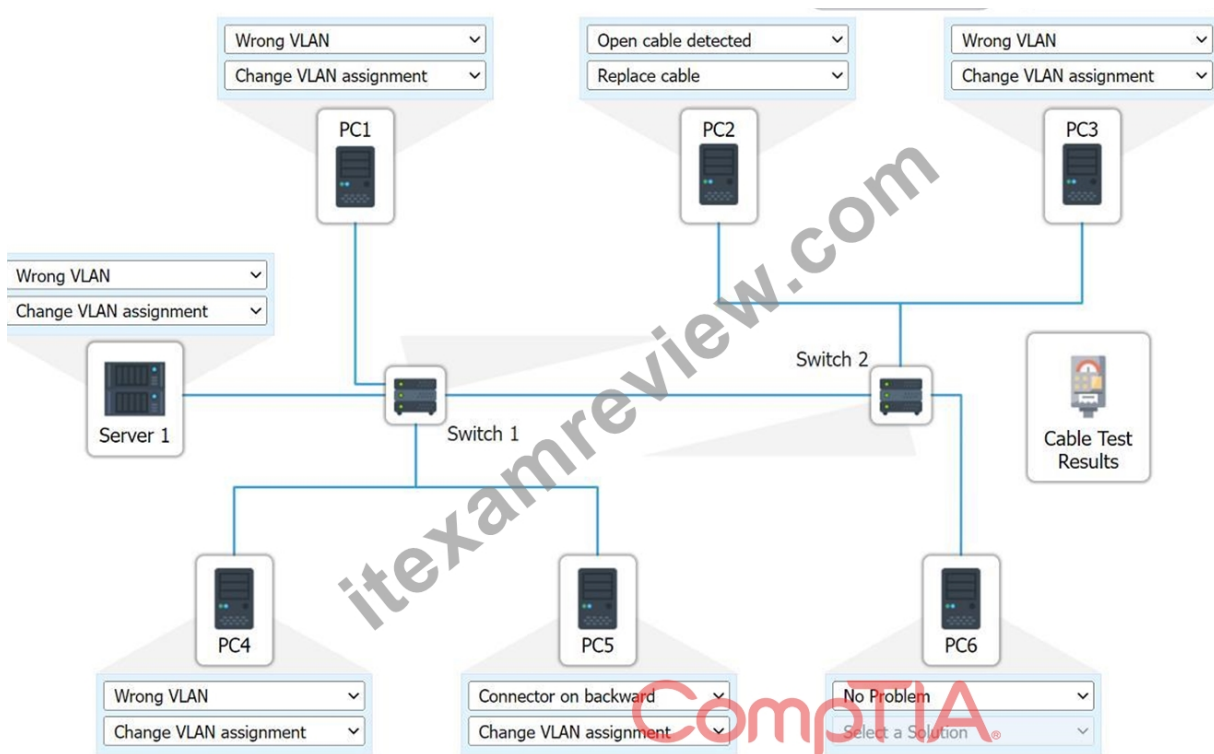 Wrong VLAN
Change VLAN assignment
Open cable detected
Replace cable
Wrong VLAN
Change VLAN assignment
PC1
PC2
PC3
Wrong VLAN
Change VLAN assignment
Server 1
Switch 1
Switch 2
Cable Test
Results
itexamreview.com
PC4
PC5
PC6
Wrong VLAN
Change VLAN assignment
Connector on backward
Change VLAN assignment
No Problem
Select a Solution
CompTIA®